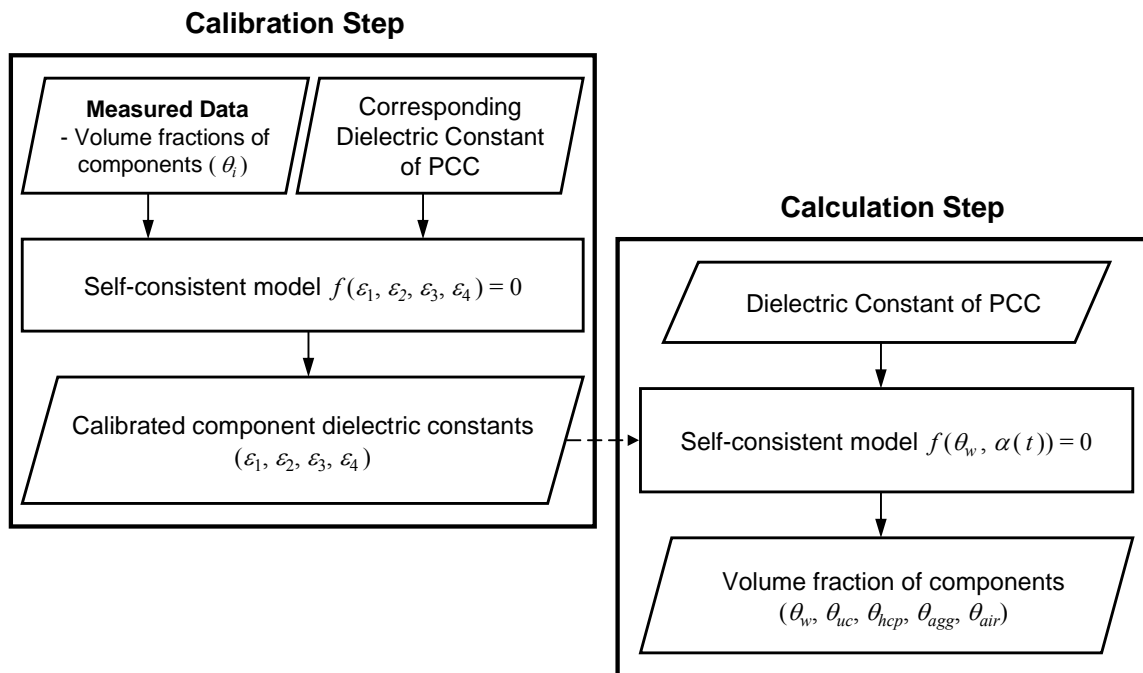 Calibration Step
Measured Data
- Volume fractions of
components ( θi)
Corresponding
Dielectric Constant
of PCC
Self-consistent model f(ε1, ε2, ε3, ε4) = 0
Calibrated component dielectric constants
(ε1, ε2, ε3, ε4)
Calculation Step
Dielectric Constant of PCC
Self-consistent model f(θw, α(t)) = 0
Volume fraction of components
(θw, θuc, θhcp, θagg, θair)